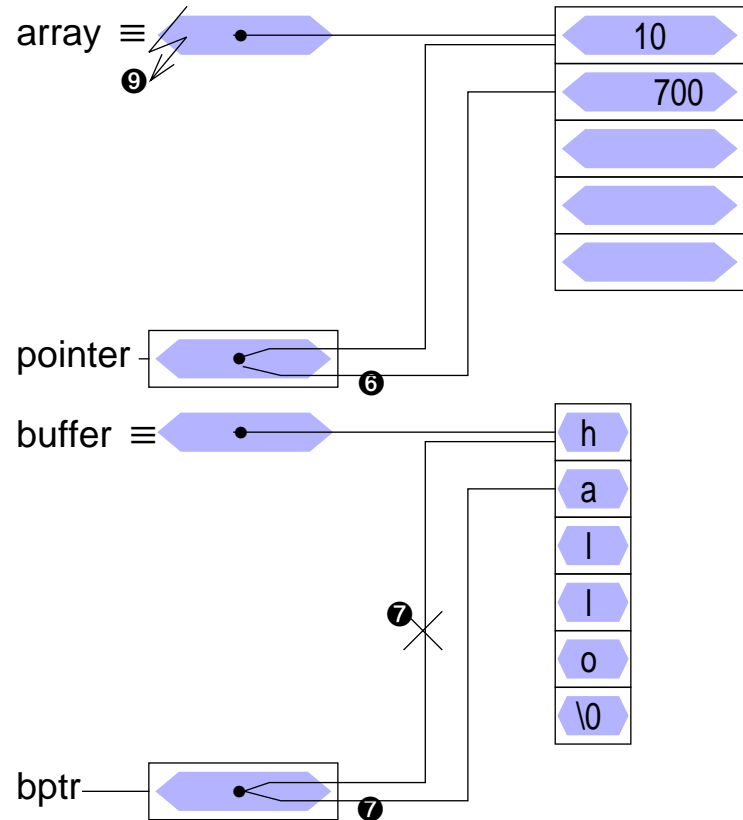 array ≡
10
❾
700
pointer
❻
buffer ≡
h
a
l
l
❼
o
\0
bptr
❼